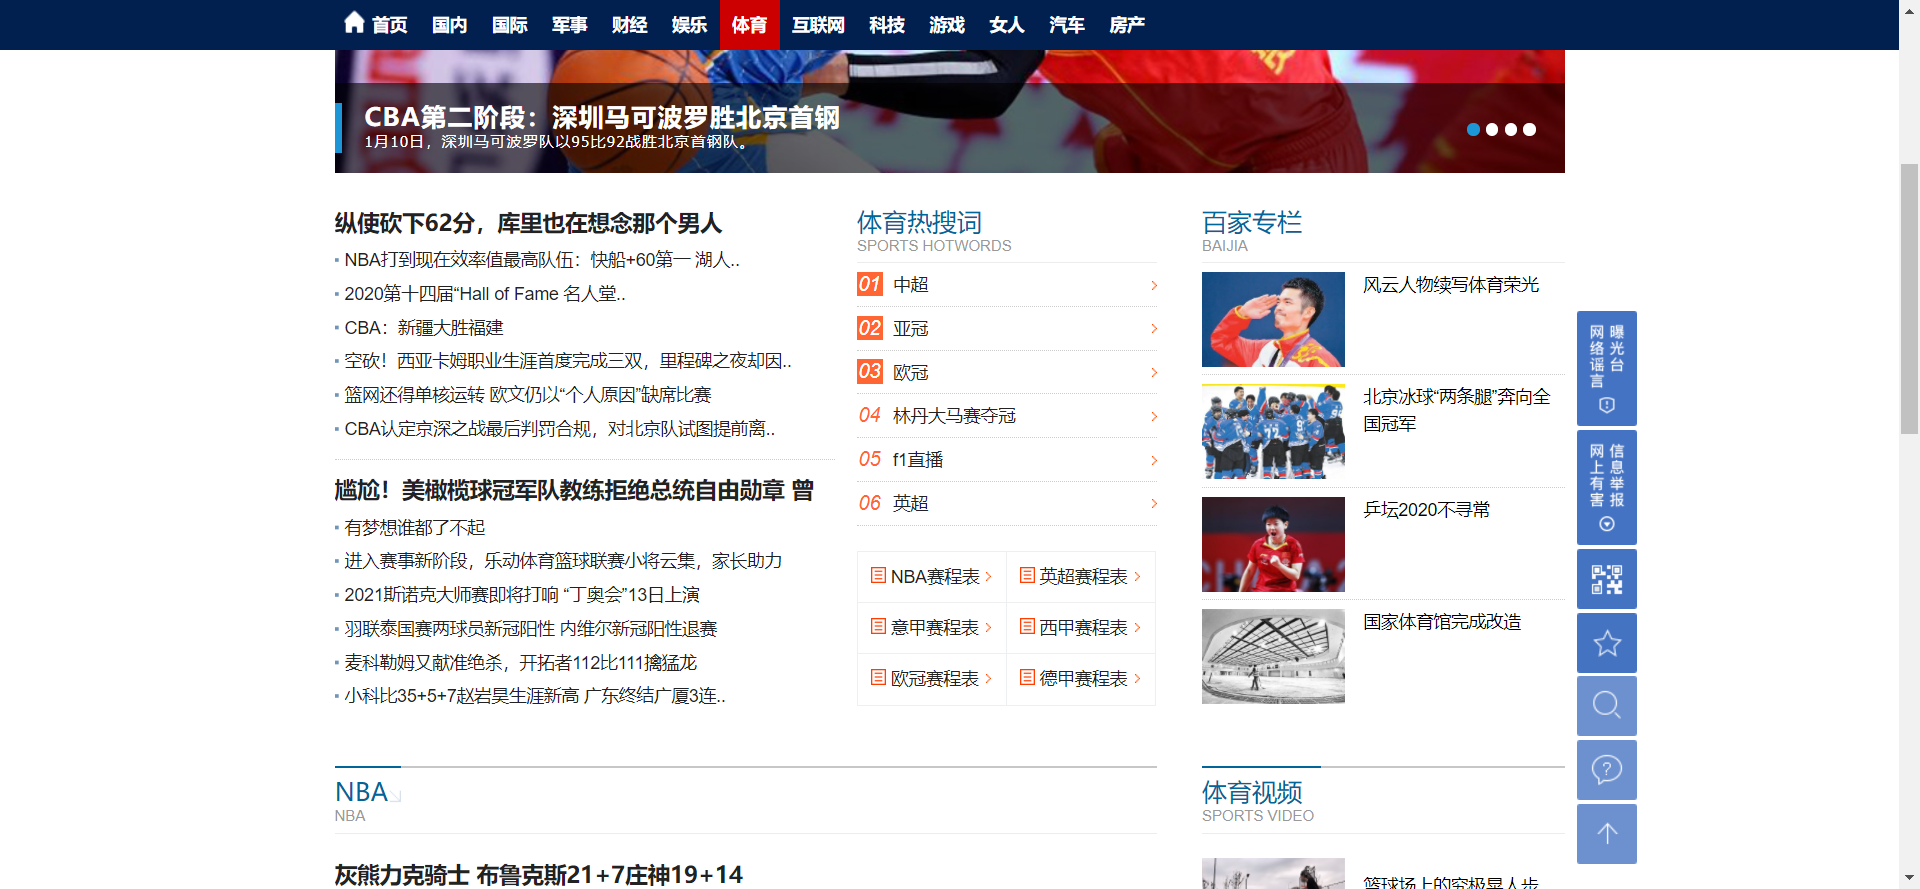 首页 国内 国际 军事 财经 娱乐 体育 互联网 科技 游戏 女人 汽车 房产
CBA第二阶段：深圳马可波罗胜北京首钢
1月10日，深圳马可波罗队以95比92战胜北京首钢队。
纵使砍下62分，库里也在想念那个男人
NBA打到现在效率值最高队伍：快船+60第一 湖人..
2020第十四届“Hall of Fame 名人堂..
CBA：新疆大胜福建
空砍！西亚卡姆职业生涯首度完成三双，里程碑之夜却因..
篮网还得单核运转 欧文仍以“个人原因”缺席比赛
CBA认定京深之战最后判罚合规，对北京队试图提前离..
尴尬！美橄榄球冠军队教练拒绝总统自由勋章 曾
有梦想谁都了不起
进入赛事新阶段，乐动体育篮球联赛小将云集，家长助力
2021斯诺克大师赛即将打响 “丁奥会”13日上演
羽联泰国赛两球员新冠阳性 内维尔新冠阳性退赛
麦科勒姆又献准绝杀，开拓者112比111擒猛龙
小科比35+5+7赵岩昊生涯新高 广东终结广厦3连..
体育热搜词
SPORTS HOTWORDS
01 中超
02 亚冠
03 欧冠
04 林丹大马赛夺冠
05 f1直播
06 英超
NBA赛程表 英超赛程表
意甲赛程表 西甲赛程表
欧冠赛程表 德甲赛程表
百家专栏
BAIJIA
风云人物续写体育荣光
北京冰球“两条腿”奔向全
国冠军
乒坛2020不寻常
国家体育馆完成改造
网络谣言
曝光台
网上有害
信息举报
NBA
NBA
灰熊力克骑士 布鲁克斯21+7庄神19+14
体育视频
SPORTS VIDEO
篮球场上的究极晃人步